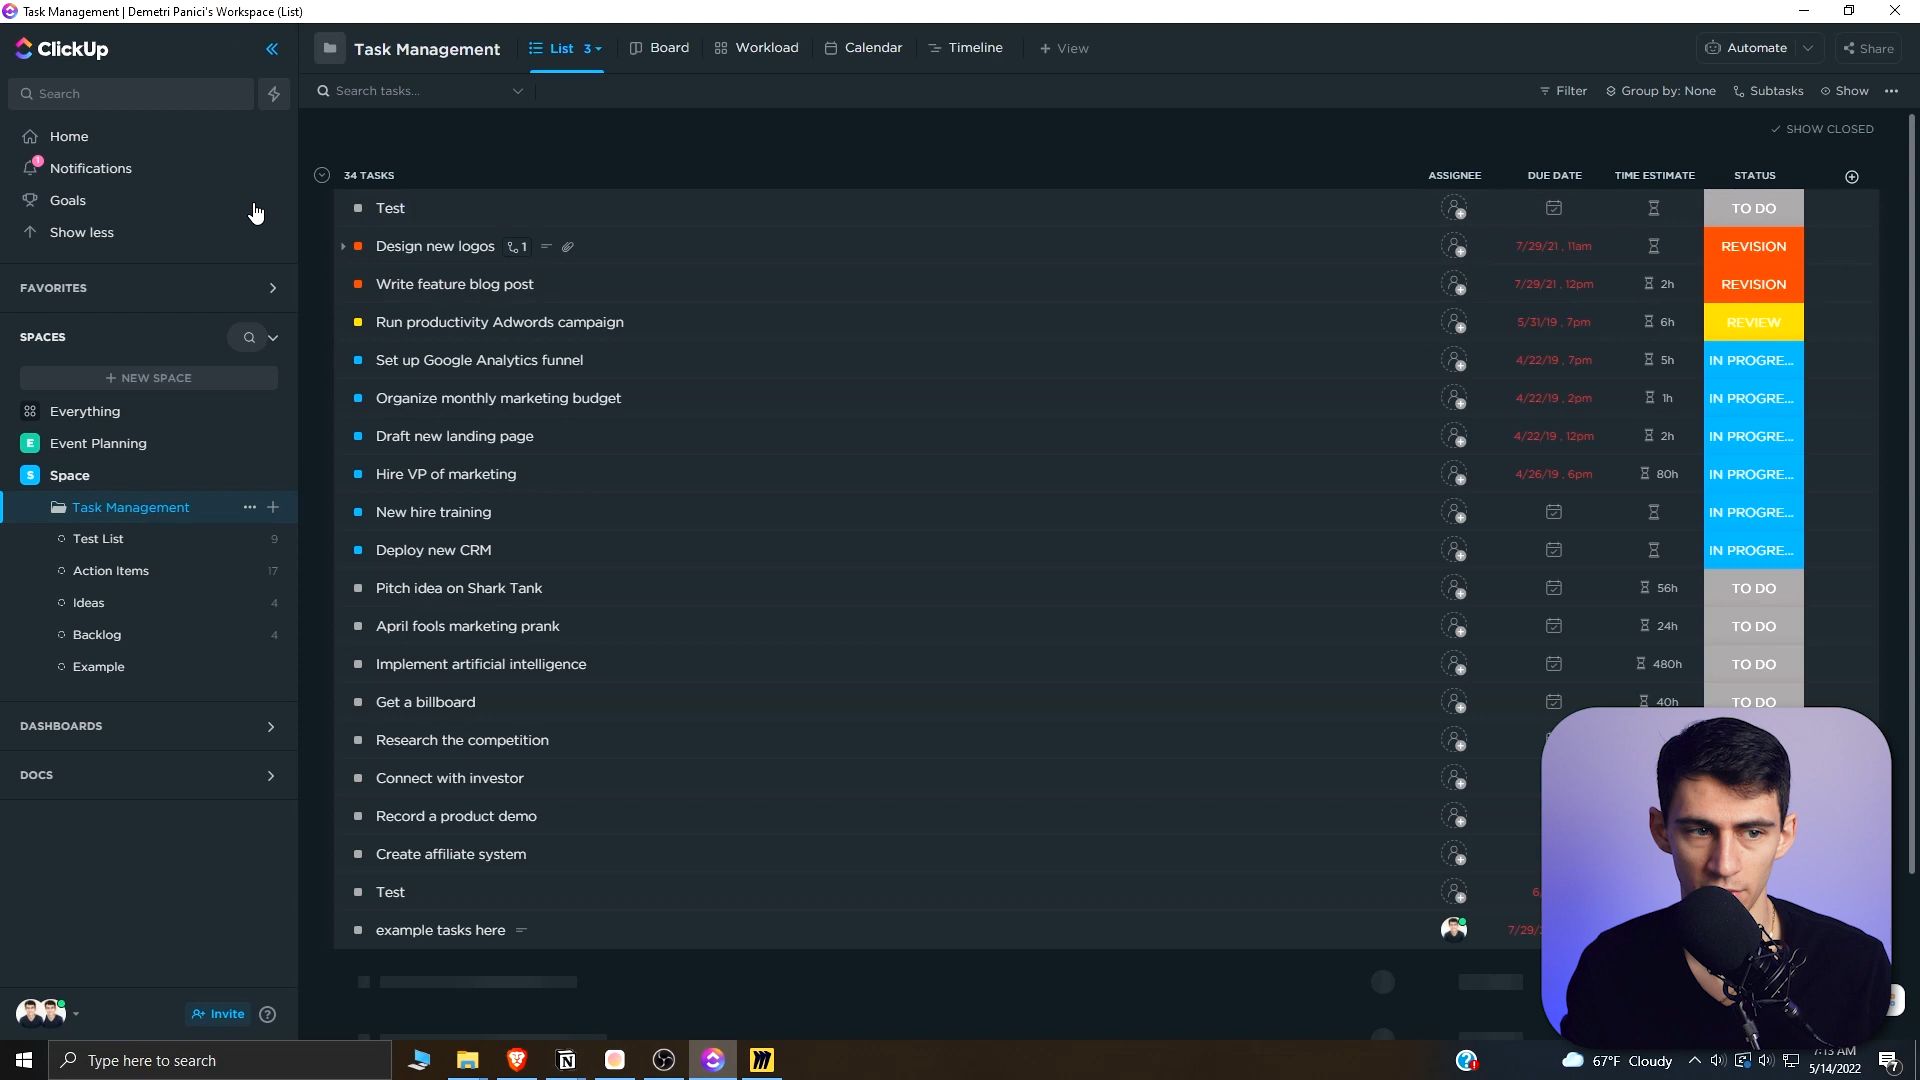 Task Management | Demetri Panici's Workspace (List)
ClickUp
Task Management
List 3
Board
Workload
Calendar
Timeline
+ View
Automate
Share
Search
Search tasks...
Filter
Group by: None
Subtasks
Show
Home
1
Notifications
Goals
Show less
SHOW CLOSED
FAVORITES
SPACES
+ NEW SPACE
Everything
E Event Planning
S Space
Task Management
Test List 9
Action Items 17
Ideas 4
Backlog 4
Example
DASHBOARDS
DOCS
Invite
34 TASKS ASSIGNEE DUE DATE TIME ESTIMATE STATUS
Test TO DO
Design new logos 1 7/29/21, 11am REVISION
Write feature blog post 7/29/21, 12pm 2h REVISION
Run productivity Adwords campaign 5/31/19, 7pm 6h REVIEW
Set up Google Analytics funnel 4/22/19, 7pm 5h IN PROGRE...
Organize monthly marketing budget 4/22/19, 2pm 1h IN PROGRE...
Draft new landing page 4/22/19, 12pm 2h IN PROGRE...
Hire VP of marketing 4/26/19, 6pm 80h IN PROGRE...
New hire training IN PROGRE...
Deploy new CRM IN PROGRE...
Pitch idea on Shark Tank 56h TO DO
April fools marketing prank 24h TO DO
Implement artificial intelligence 480h TO DO
Get a billboard 40h TO DO
Research the competition
Connect with investor
Record a product demo
Create affiliate system
Test 6/
example tasks here 7/29/2
Type here to search
67°F Cloudy
7:13 AM
5/14/2022
7